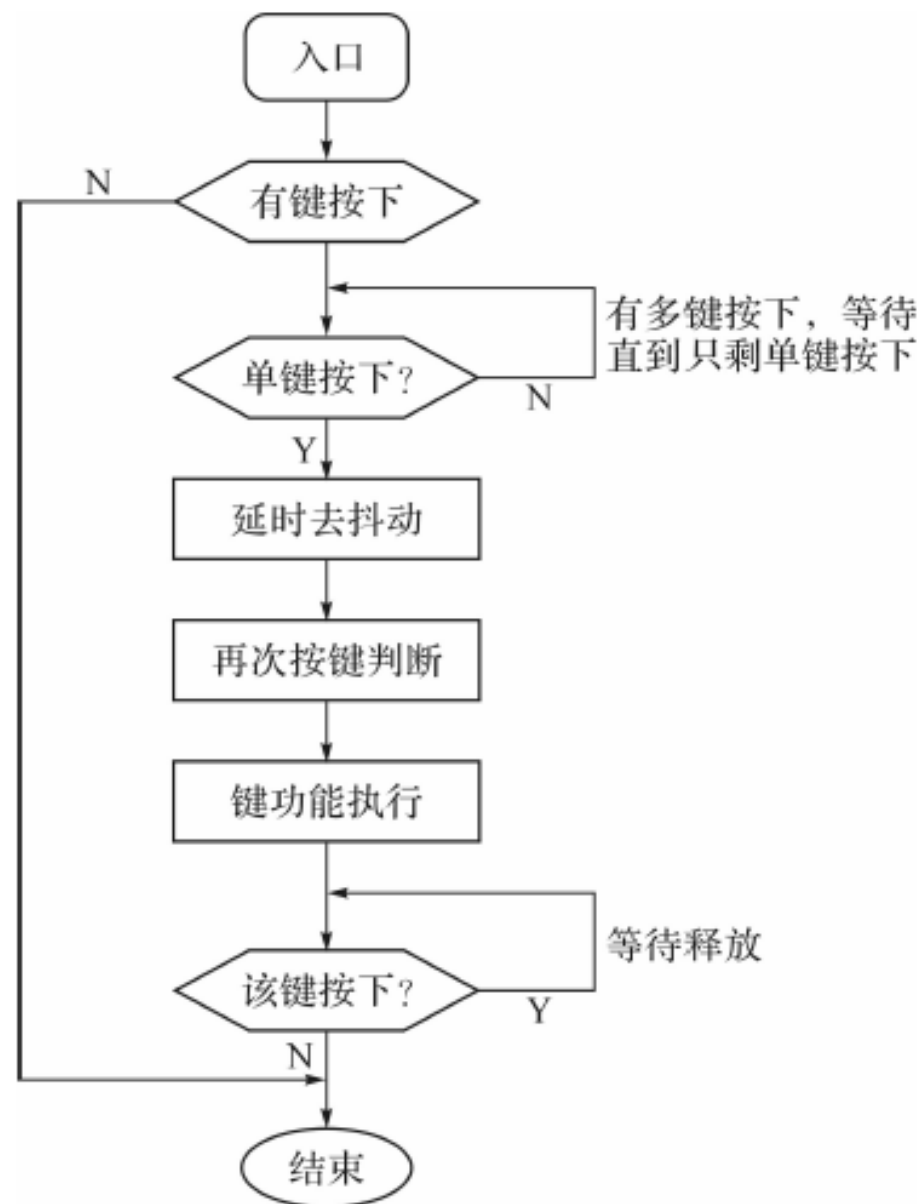 入口
N
有键按下
有多键按下，等待
直到只剩单键按下
单键按下？
N
Y
延时去抖动
再次按键判断
键功能执行
等待释放
该键按下？
Y
N
结束